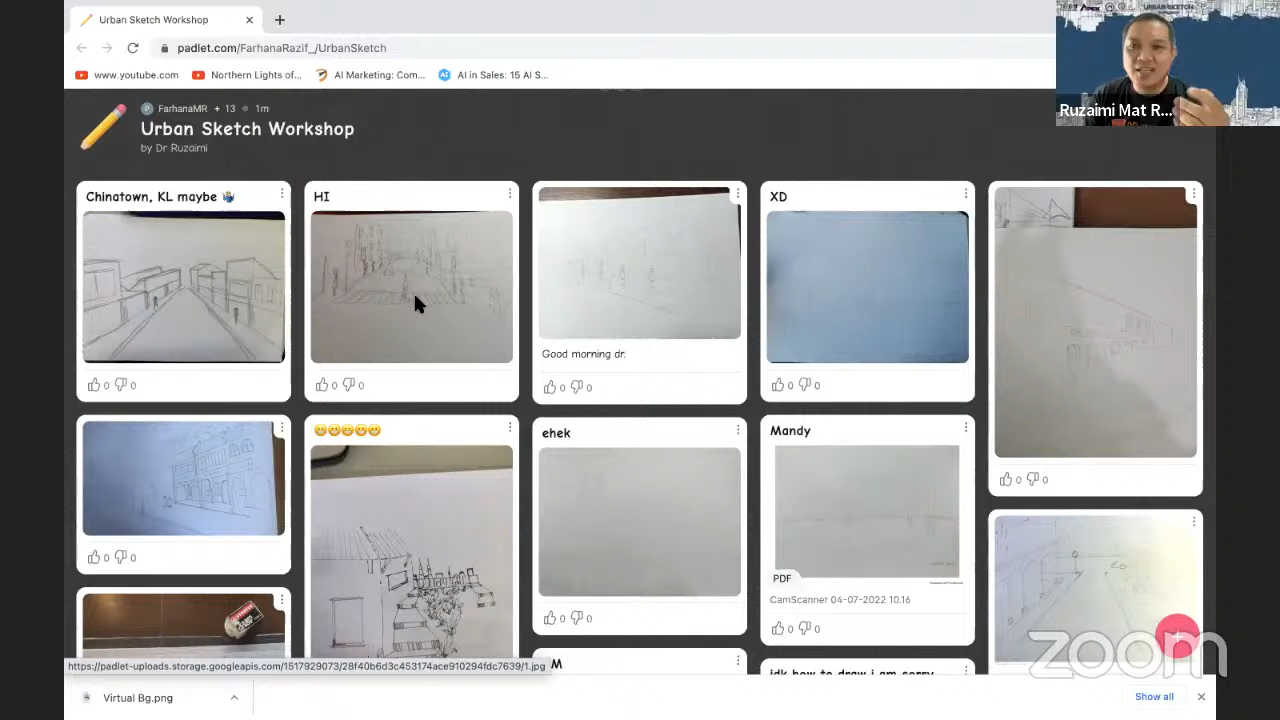 Urban Sketch Workshop
padlet.com/FarhanaRazif_/UrbanSketch
www.youtube.com
Northern Lights of...
AI Marketing: Com...
AI in Sales: 15 AI S...
APEX
URBAN SKETCH
Ruzaimi Mat R...
FarhanaMR + 13 1m
Urban Sketch Workshop
by Dr Ruzaimi
Chinatown, KL maybe
HI
XD
Good morning dr.
0 0
0 0
0 0
0 0
ehek
Mandy
0 0
0 0
PDF
CamScanner 04-07-2022 10.16
0 0
0 0
https://padlet-uploads.storage.googleapis.com/1517929073/28f40b6d3c453174ace910294fdc7639/1.jpg
M
idk how to draw i am sorry
zoom
Virtual Bg.png
Show all